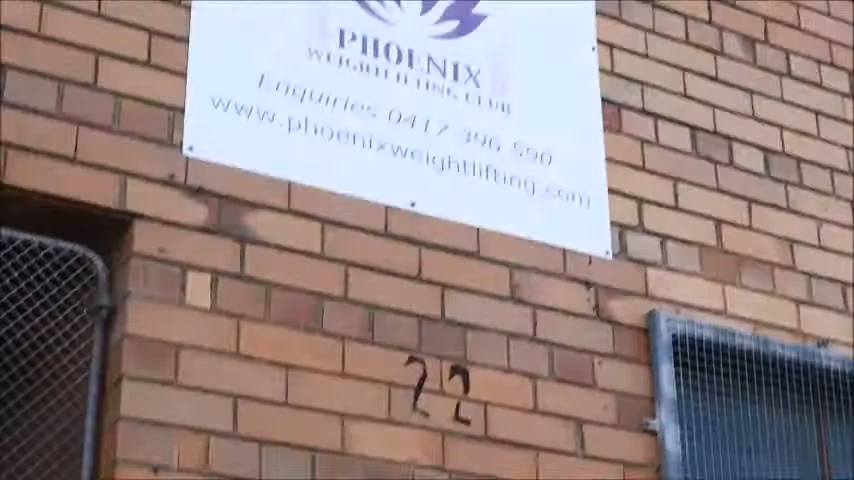 PHOENIX
WEIGHTLIFTING CLUB
Enquiries 0417 396 590
www.phoenixweightlifting.com
22